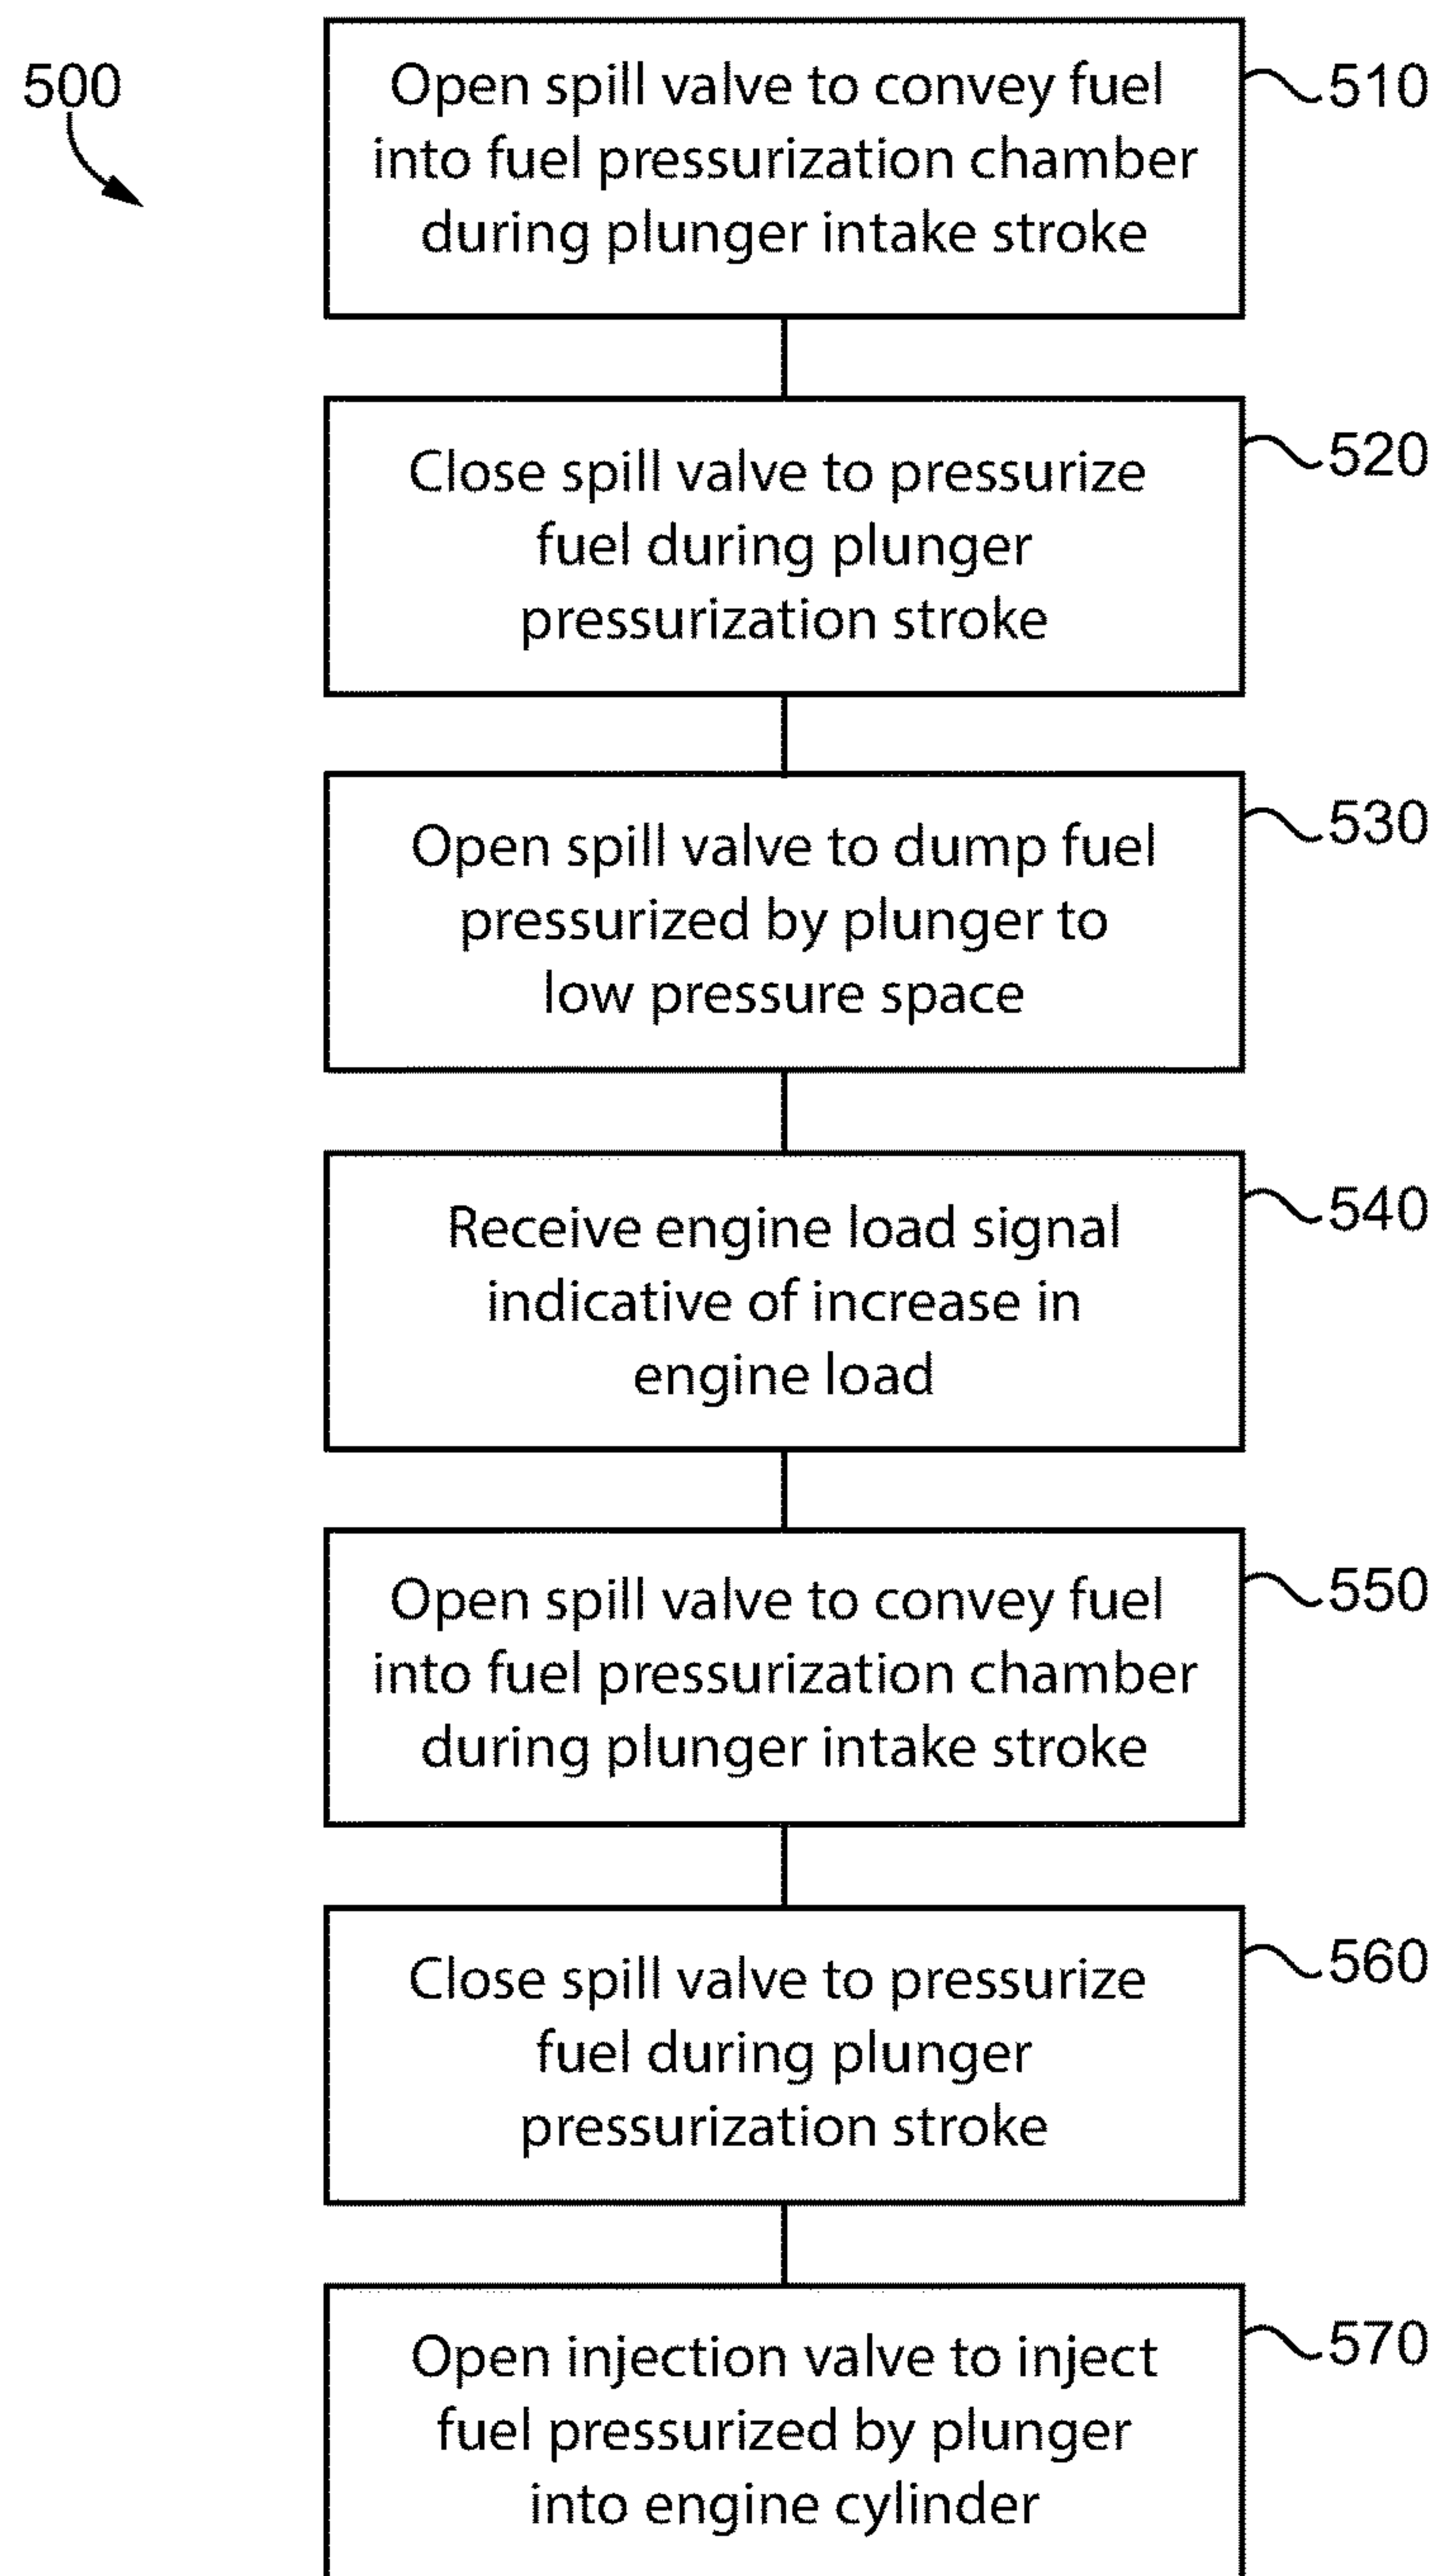 500
Open spill valve to convey fuel
into fuel pressurization chamber
during plunger intake stroke
510
Close spill valve to pressurize
fuel during plunger
pressurization stroke
520
Open spill valve to dump fuel
pressurized by plunger to
low pressure space
530
Receive engine load signal
indicative of increase in
engine load
540
Open spill valve to convey fuel
into fuel pressurization chamber
during plunger intake stroke
550
Close spill valve to pressurize
fuel during plunger
pressurization stroke
560
Open injection valve to inject
fuel pressurized by plunger
into engine cylinder
570